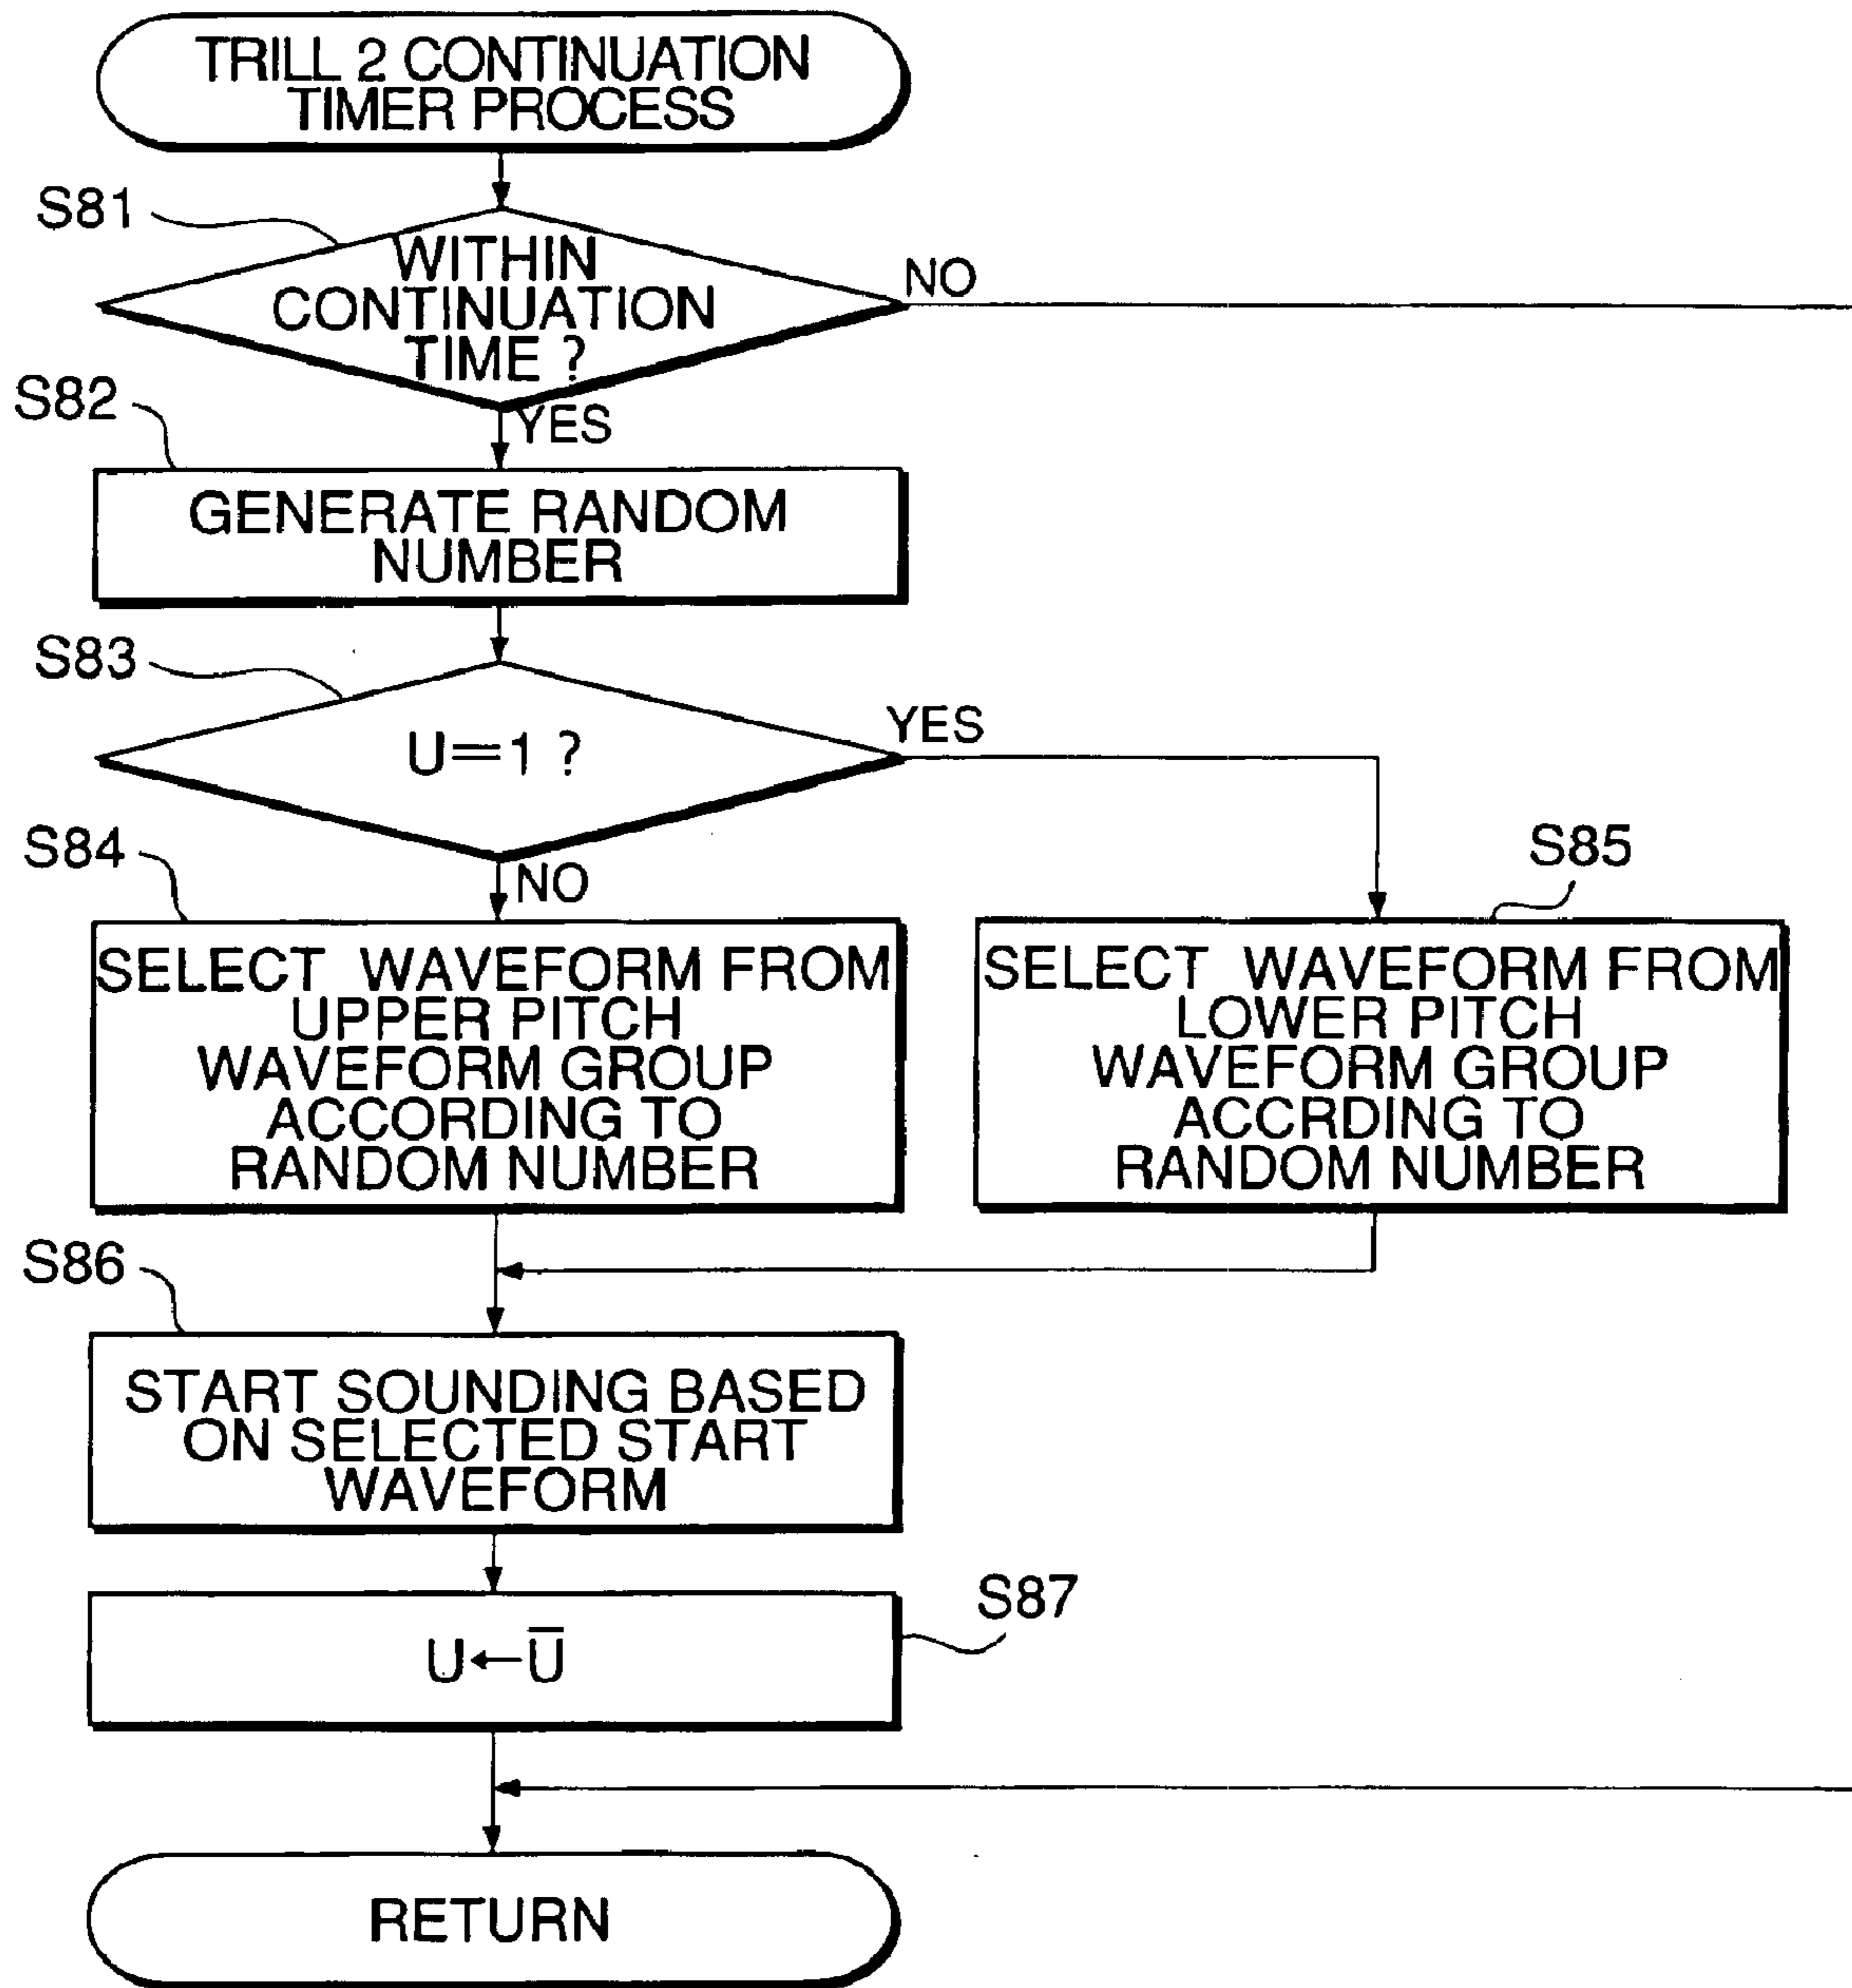 TRILL 2 CONTINUATION
TIMER PROCESS
S81
WITHIN
CONTINUATION
TIME ?
NO
S82
YES
GENERATE RANDOM
NUMBER
S83
U=1 ?
YES
S84
NO
S85
SELECT WAVEFORM FROM
UPPER PITCH
WAVEFORM GROUP
ACCORDING TO
RANDOM NUMBER
SELECT WAVEFORM FROM
LOWER PITCH
WAVEFORM GROUP
ACCRDING TO
RANDOM NUMBER
S86
START SOUNDING BASED
ON SELECTED START
WAVEFORM
S87
U←U̅
RETURN